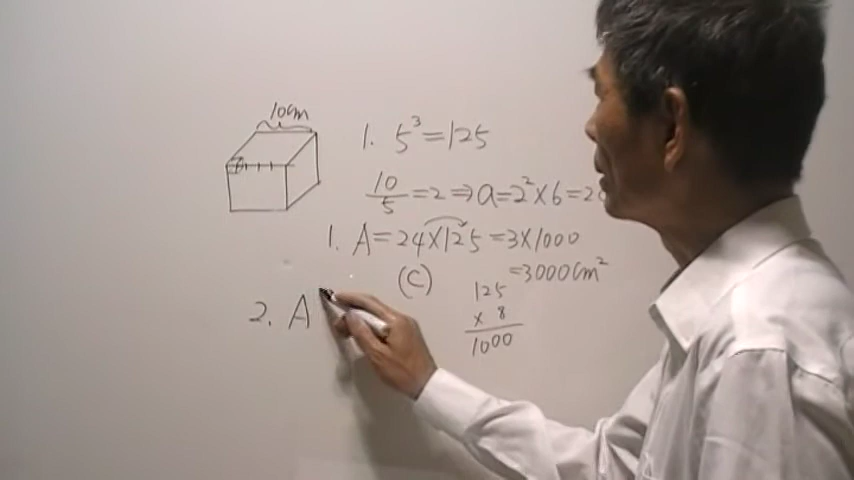 10cm
1. 5³=125
10/5=2⇒a=2²×6=2
1. A=24×125=3×1000
=3000cm²
(C)
125
× 8
1000
2. A